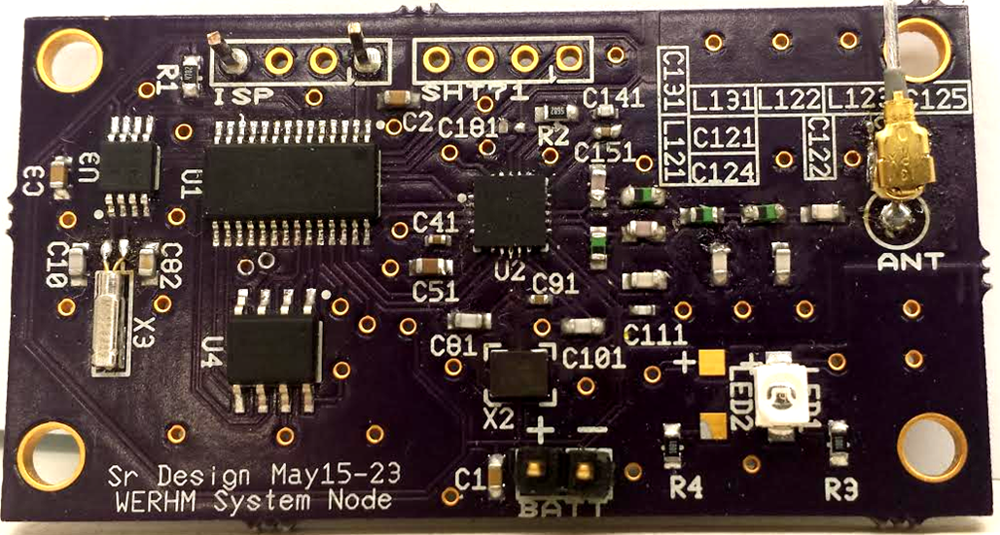 R1
ISP
SHT71
C2
C181
R2
C141
C151
C131
L131
L122
L123
C125
L121
C121
C124
C122
ANT
C3
U3
U1
C41
C51
U2
C91
C10
C82
X3
U4
C81
C101
C111
X2
+ −
C1
BATT
+
+
LED2
LED1
R4
R3
Sr Design May15-23
WERHM System Node